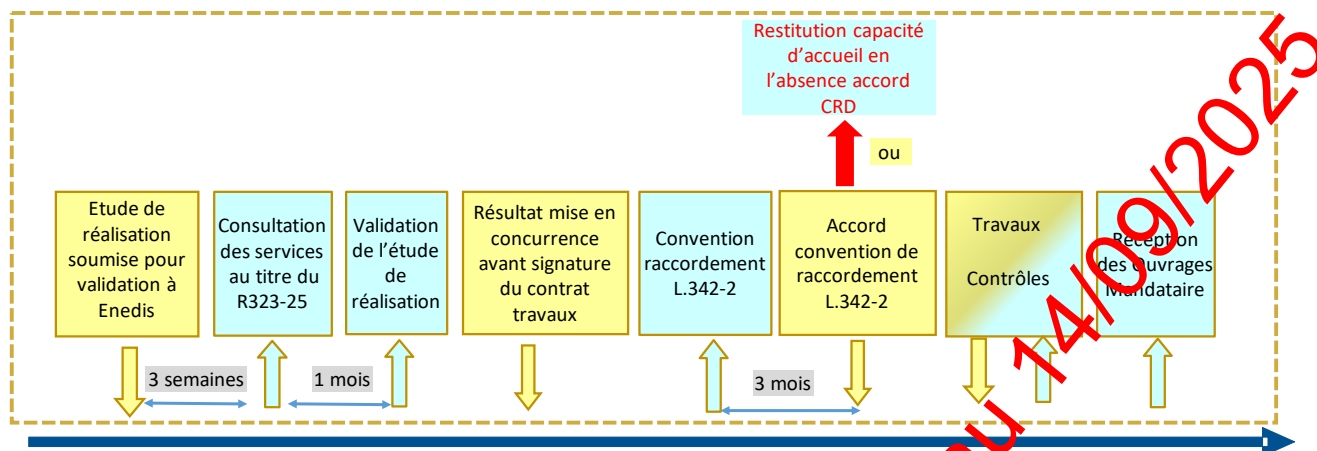 Restitution capacité
d'accueil en
l'absence accord
CRD
ou
Etude de
réalisation
soumise pour
validation à
Enedis
Consultation
des services
au titre du
R323-25
Validation
de l'étude
de
réalisation
Résultat mise en
concurrence
avant signature
du contrat
travaux
Convention
raccordement
L.342-2
Accord
convention de
raccordement
L.342-2
Travaux
Contrôles
Réception
des Ouvrages
Mandataire
3 semaines
1 mois
3 mois
au 14/09/2025